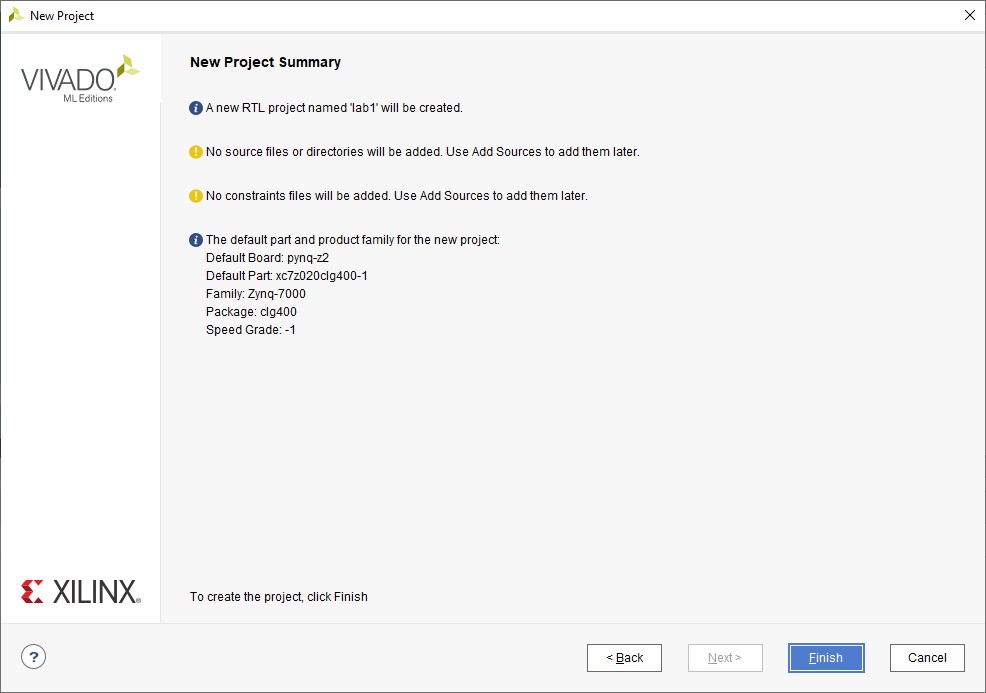 New Project
VIVADO
ML Editions
New Project Summary
A new RTL project named 'lab1' will be created.
No source files or directories will be added. Use Add Sources to add them later.
No constraints files will be added. Use Add Sources to add them later.
The default part and product family for the new project:
Default Board: pynq-z2
Default Part: xc7z020clg400-1
Family: Zynq-7000
Package: clg400
Speed Grade: -1
XILINX
To create the project, click Finish
?
< Back
Next >
Finish
Cancel